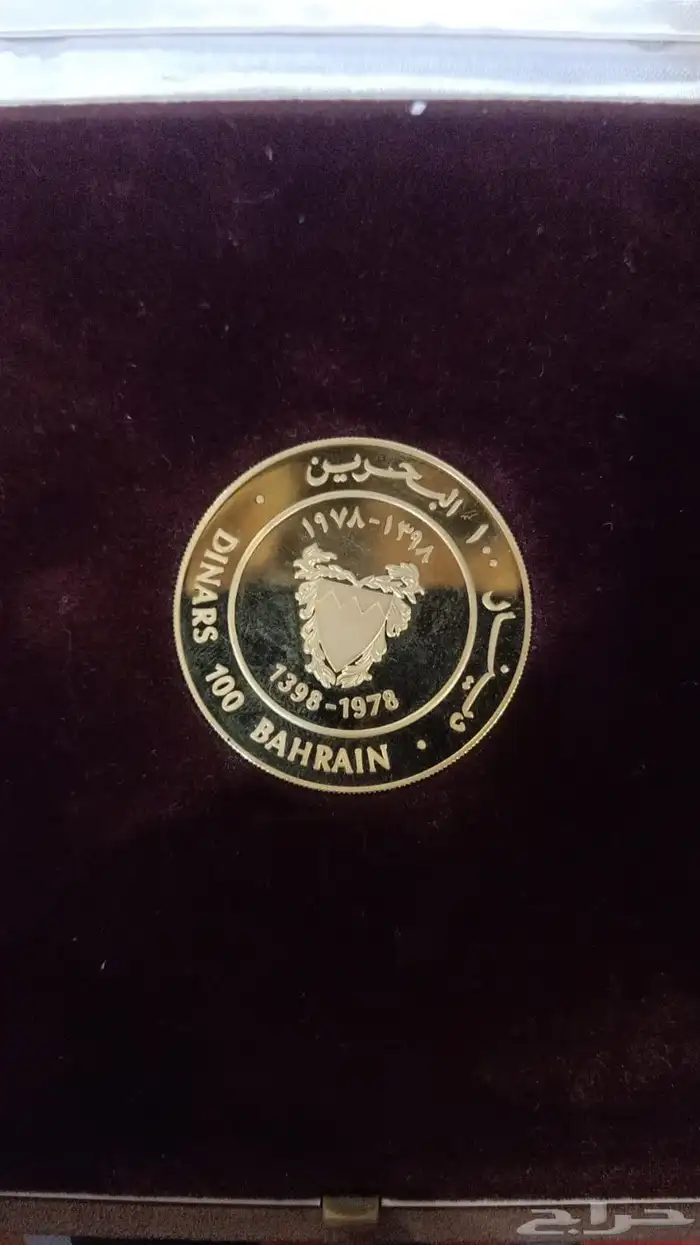 البحرين ١٠٠ دينار
١٩٧٨-١٣٩٨
1398-1978
DINARS 100 BAHRAIN
حراج